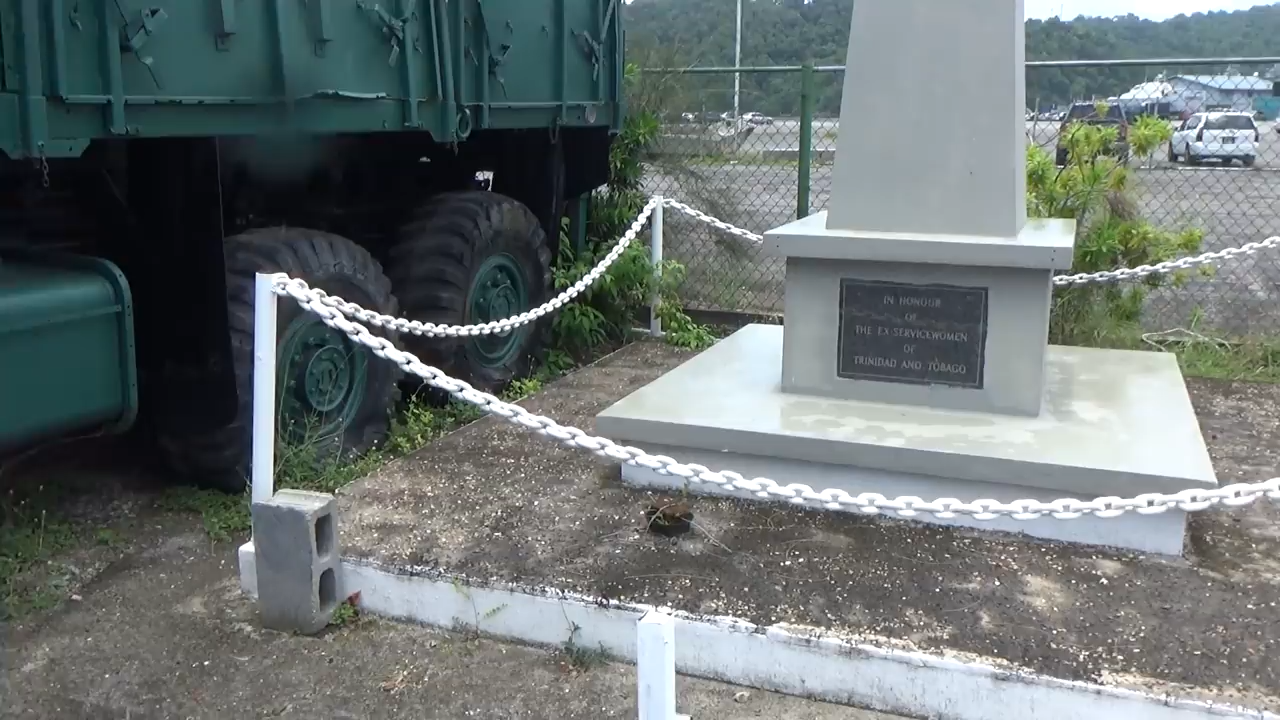 IN HONOUR
OF
THE EX-SERVICEWOMEN
OF
TRINIDAD AND TOBAGO